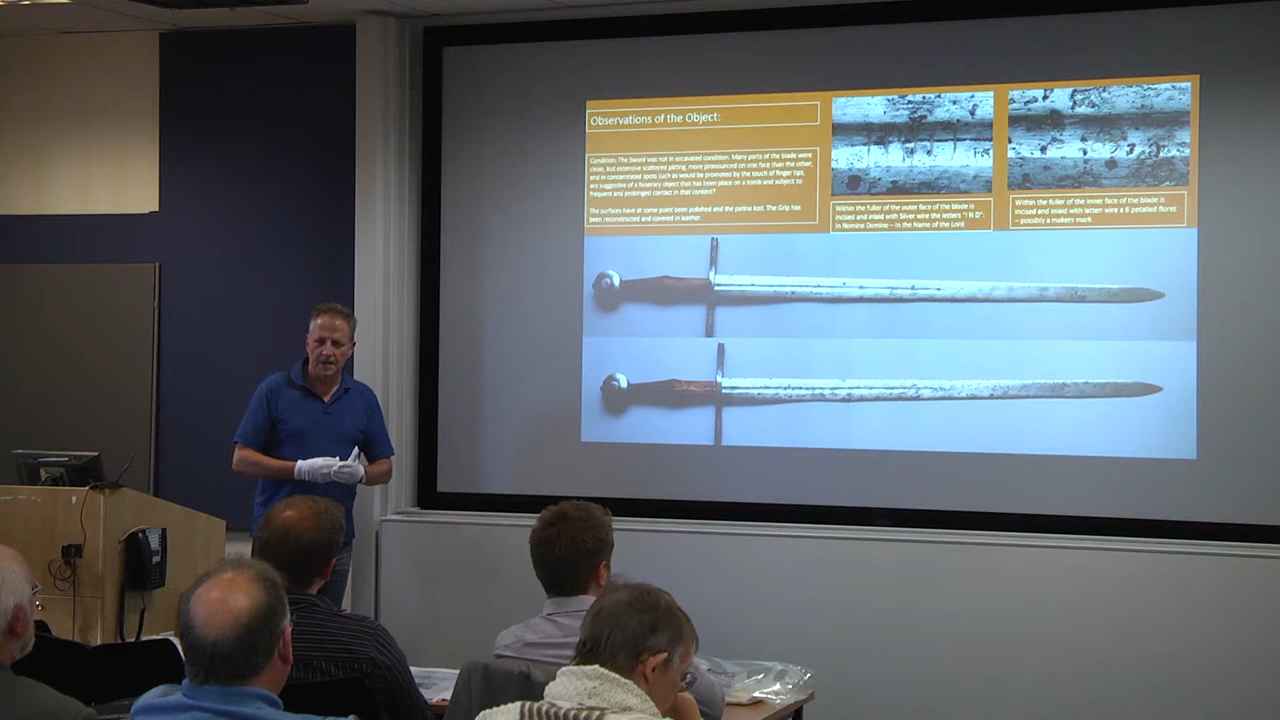 Observations of the Object:
Condition: The Sword was not in excavated condition. Many parts of the blade were
clean, but extensive scattered pitting, more pronounced on one face than the other,
and in concentrated spots such as would be promoted by the touch of finger tips,
are suggestive of a funerary object that has been place on a tomb and subject to
frequent and prolonged contact in that context?
The surfaces have at some point been polished and the patina lost. The Grip has
been reconstructed and covered in leather.
Within the fuller of the outer face of the blade is
incised and inlaid with Silver wire the letters "I N D":
In Nomine Domine – In the Name of the Lord
Within the fuller of the inner face of the blade is
incised and inlaid with latten wire a 6 petalled floret
– possibly a makers mark